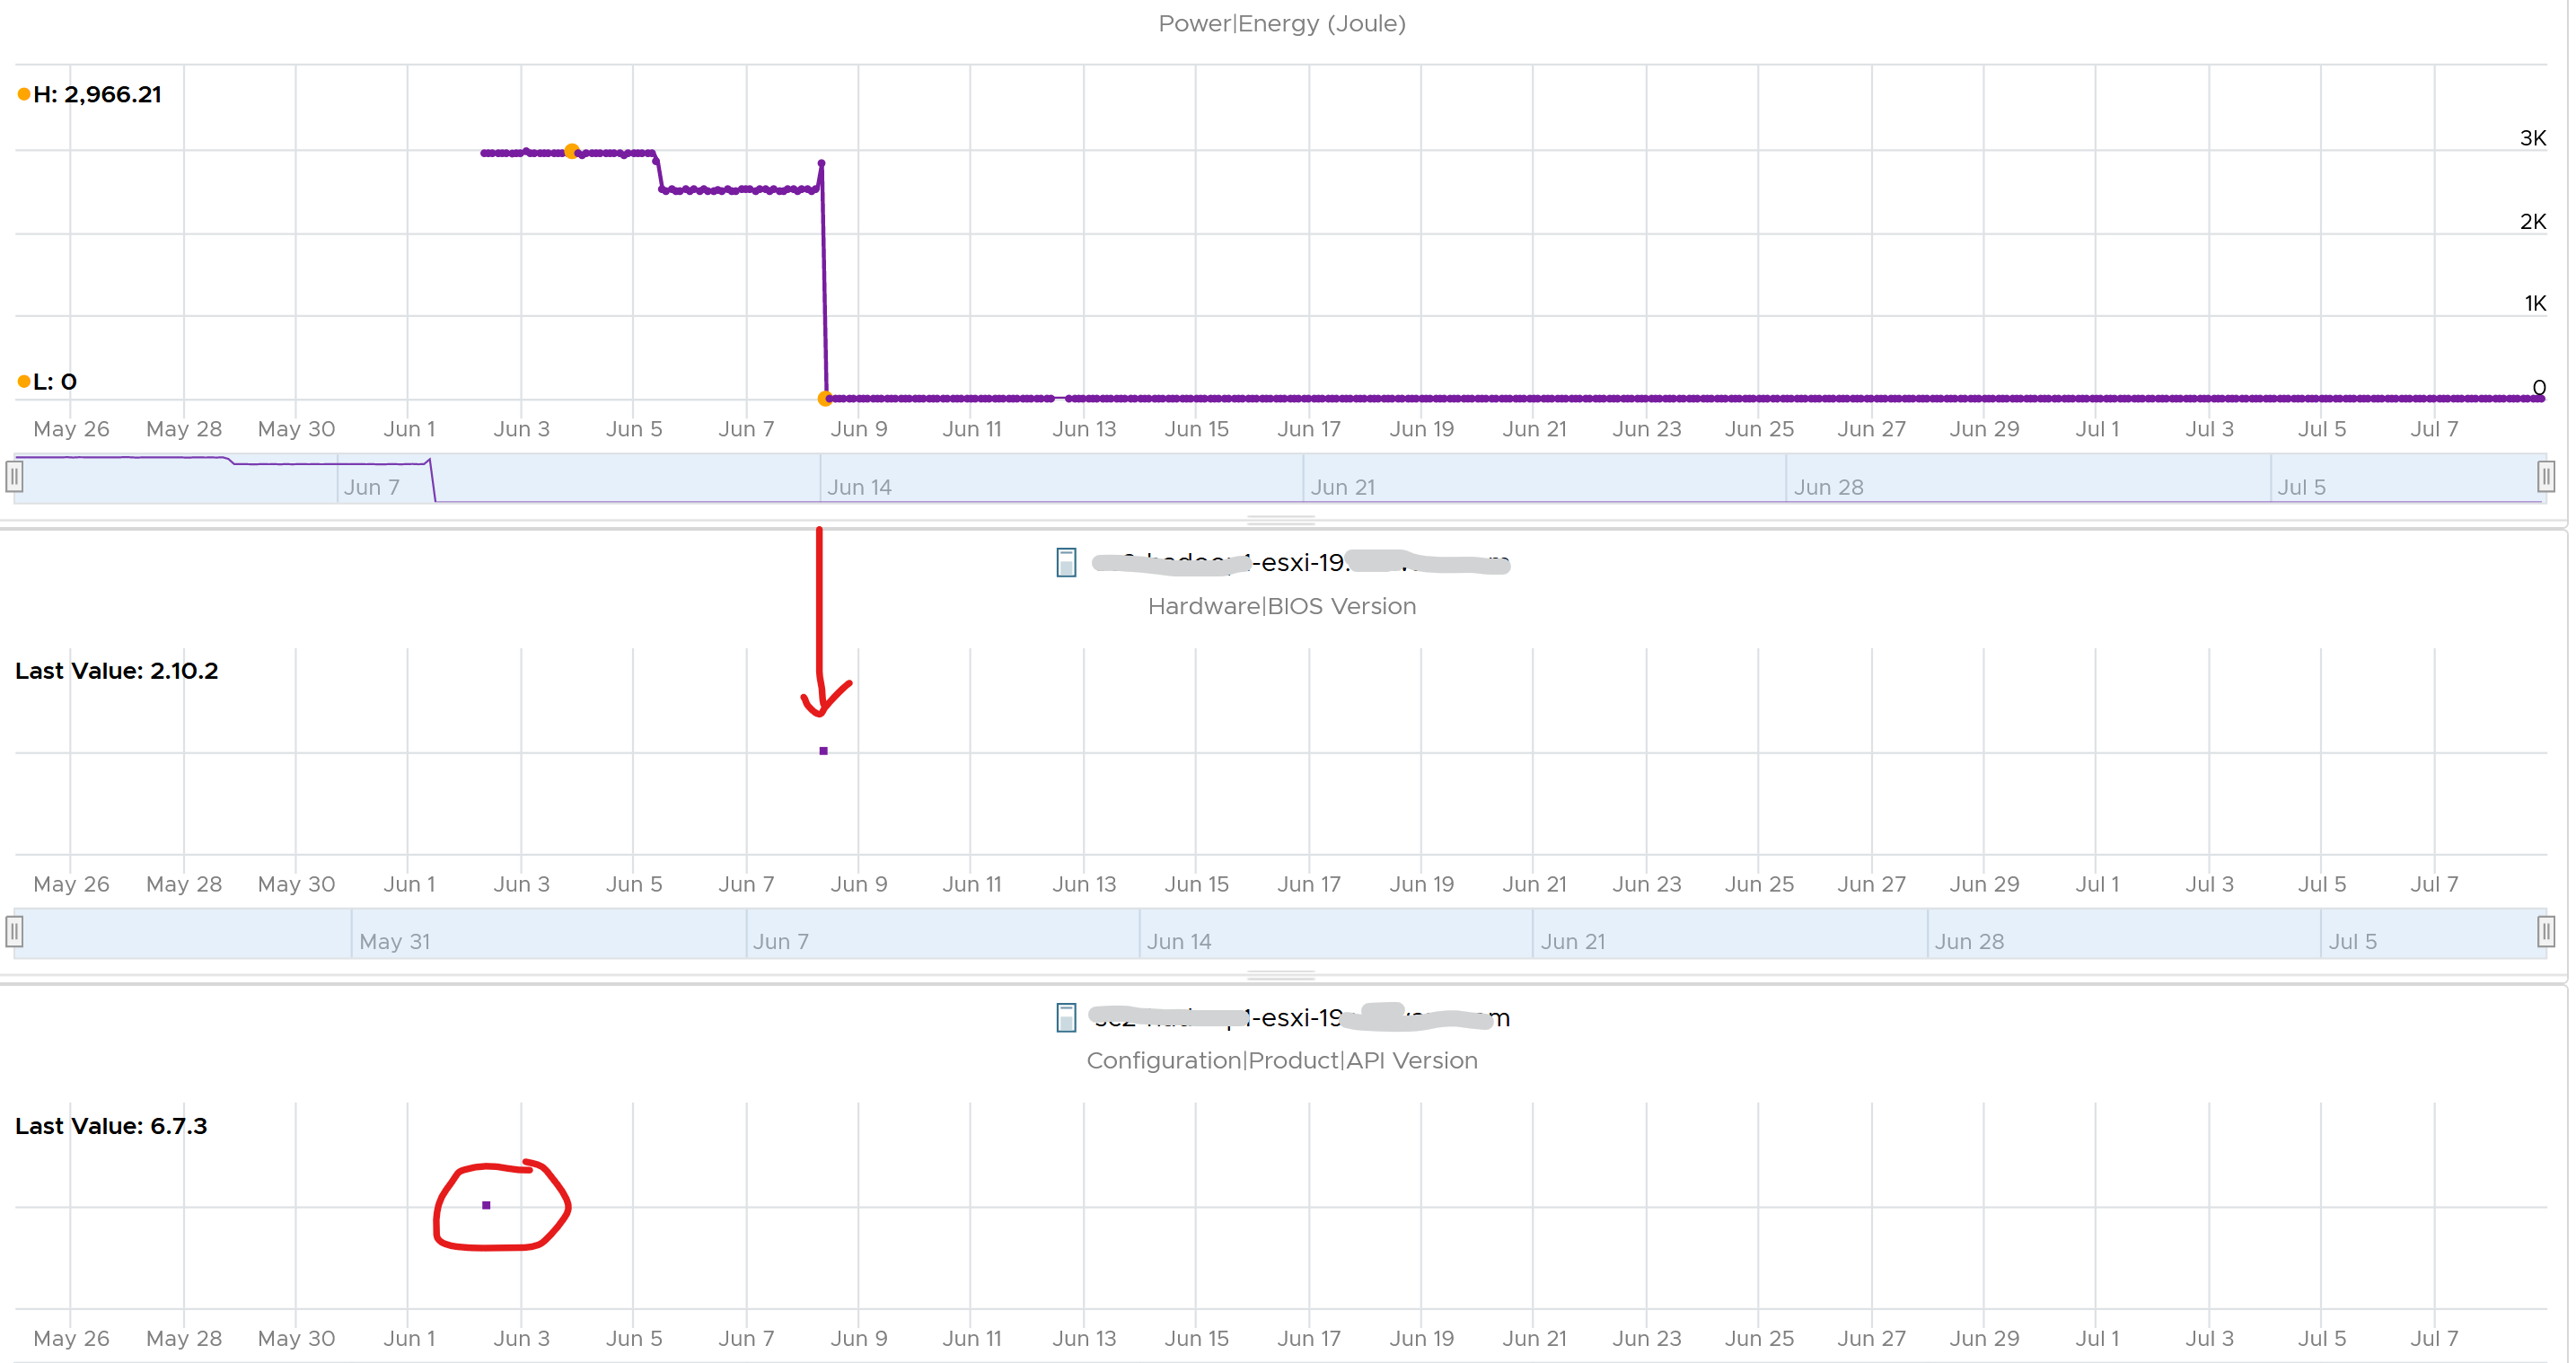 Power|Energy (Joule)
H: 2,966.21
3K
2K
1K
L: 0
0
May 26 May 28 May 30 Jun 1 Jun 3 Jun 5 Jun 7 Jun 9 Jun 11 Jun 13 Jun 15 Jun 17 Jun 19 Jun 21 Jun 23 Jun 25 Jun 27 Jun 29 Jul 1 Jul 3 Jul 5 Jul 7
Jun 7 Jun 14 Jun 21 Jun 28 Jul 5
1-esxi-19.
Hardware|BIOS Version
Last Value: 2.10.2
May 26 May 28 May 30 Jun 1 Jun 3 Jun 5 Jun 7 Jun 9 Jun 11 Jun 13 Jun 15 Jun 17 Jun 19 Jun 21 Jun 23 Jun 25 Jun 27 Jun 29 Jul 1 Jul 3 Jul 5 Jul 7
May 31 Jun 7 Jun 14 Jun 21 Jun 28 Jul 5
1-esxi-19
Configuration|Product|API Version
Last Value: 6.7.3
May 26 May 28 May 30 Jun 1 Jun 3 Jun 5 Jun 7 Jun 9 Jun 11 Jun 13 Jun 15 Jun 17 Jun 19 Jun 21 Jun 23 Jun 25 Jun 27 Jun 29 Jul 1 Jul 3 Jul 5 Jul 7